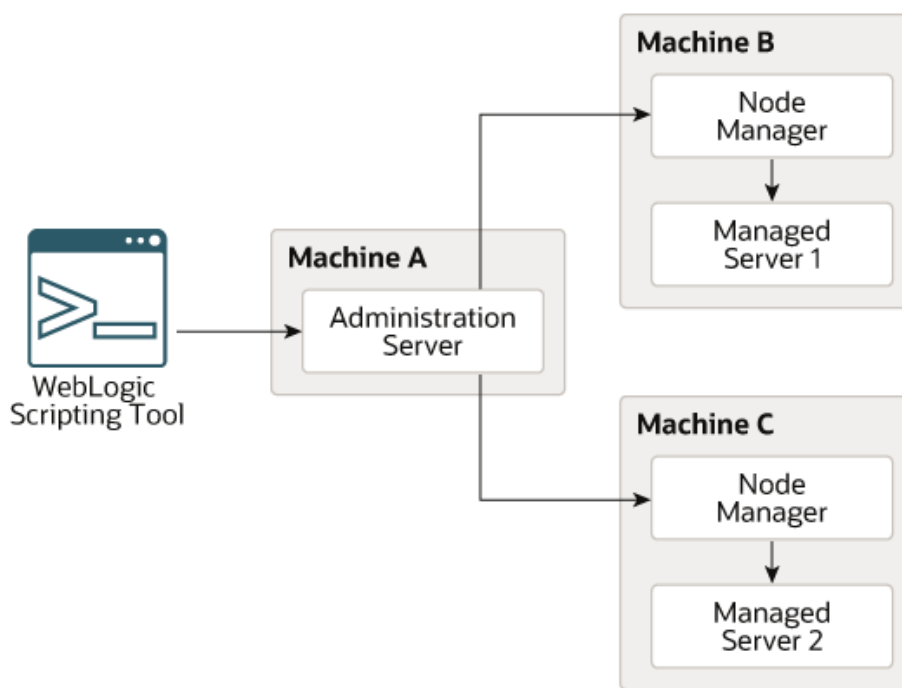 WebLogic
Scripting Tool
Machine A
Administration
Server
Machine B
Node
Manager
Managed
Server 1
Machine C
Node
Manager
Managed
Server 2